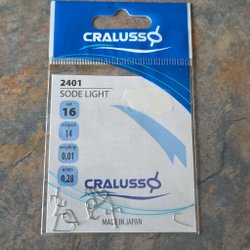 CRALUSSO
2401
SODE LIGHT
16
14
0,01
0,28
CRALUSSO
MADE IN JAPAN